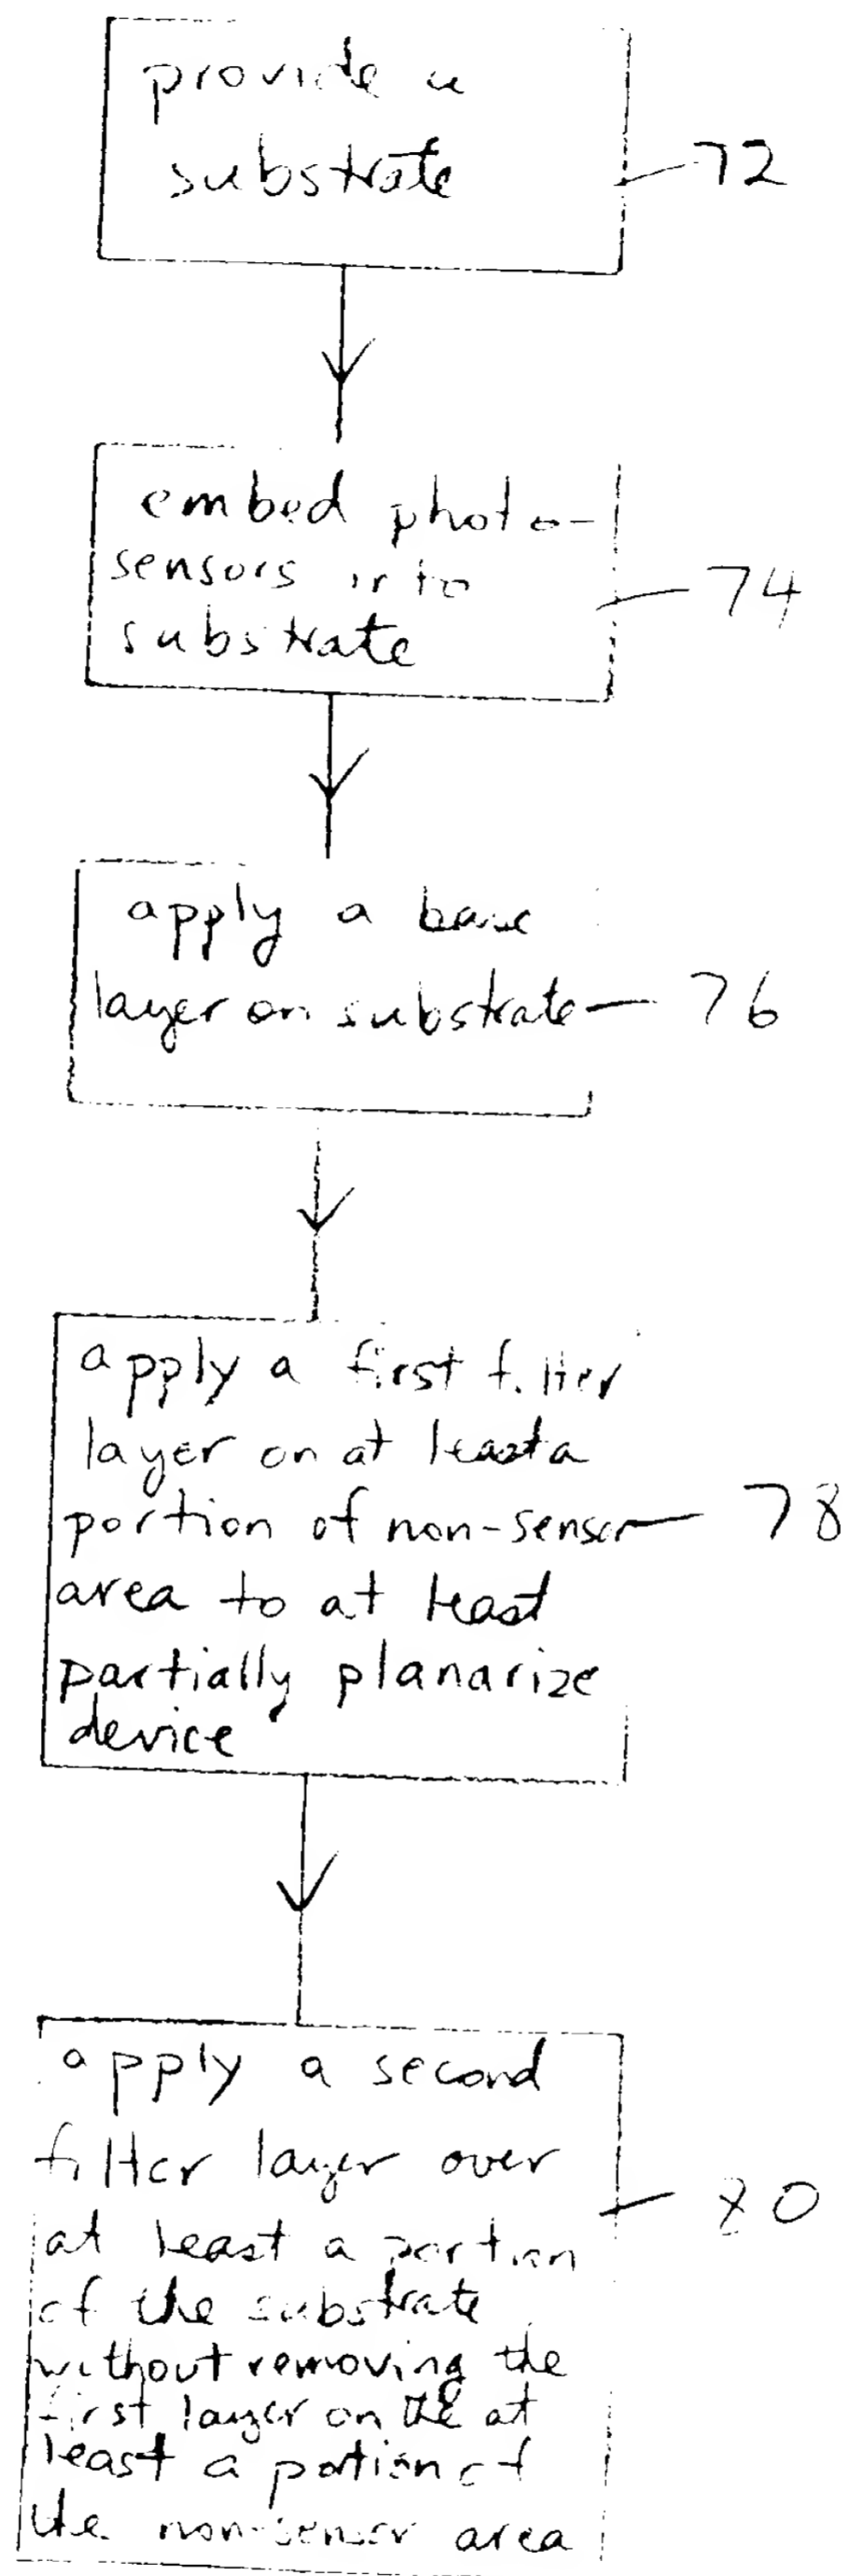 provide a
substrate
72
embed photo-
sensors into
substrate
74
apply a base
layer on substrate
76
apply a first filter
layer on at least a
portion of non-sensor
area to at least
partially planarize
device
78
apply a second
filter layer over
at least a portion
of the substrate
without removing the
first layer on the at
least a portion of
the non-sensor area
80